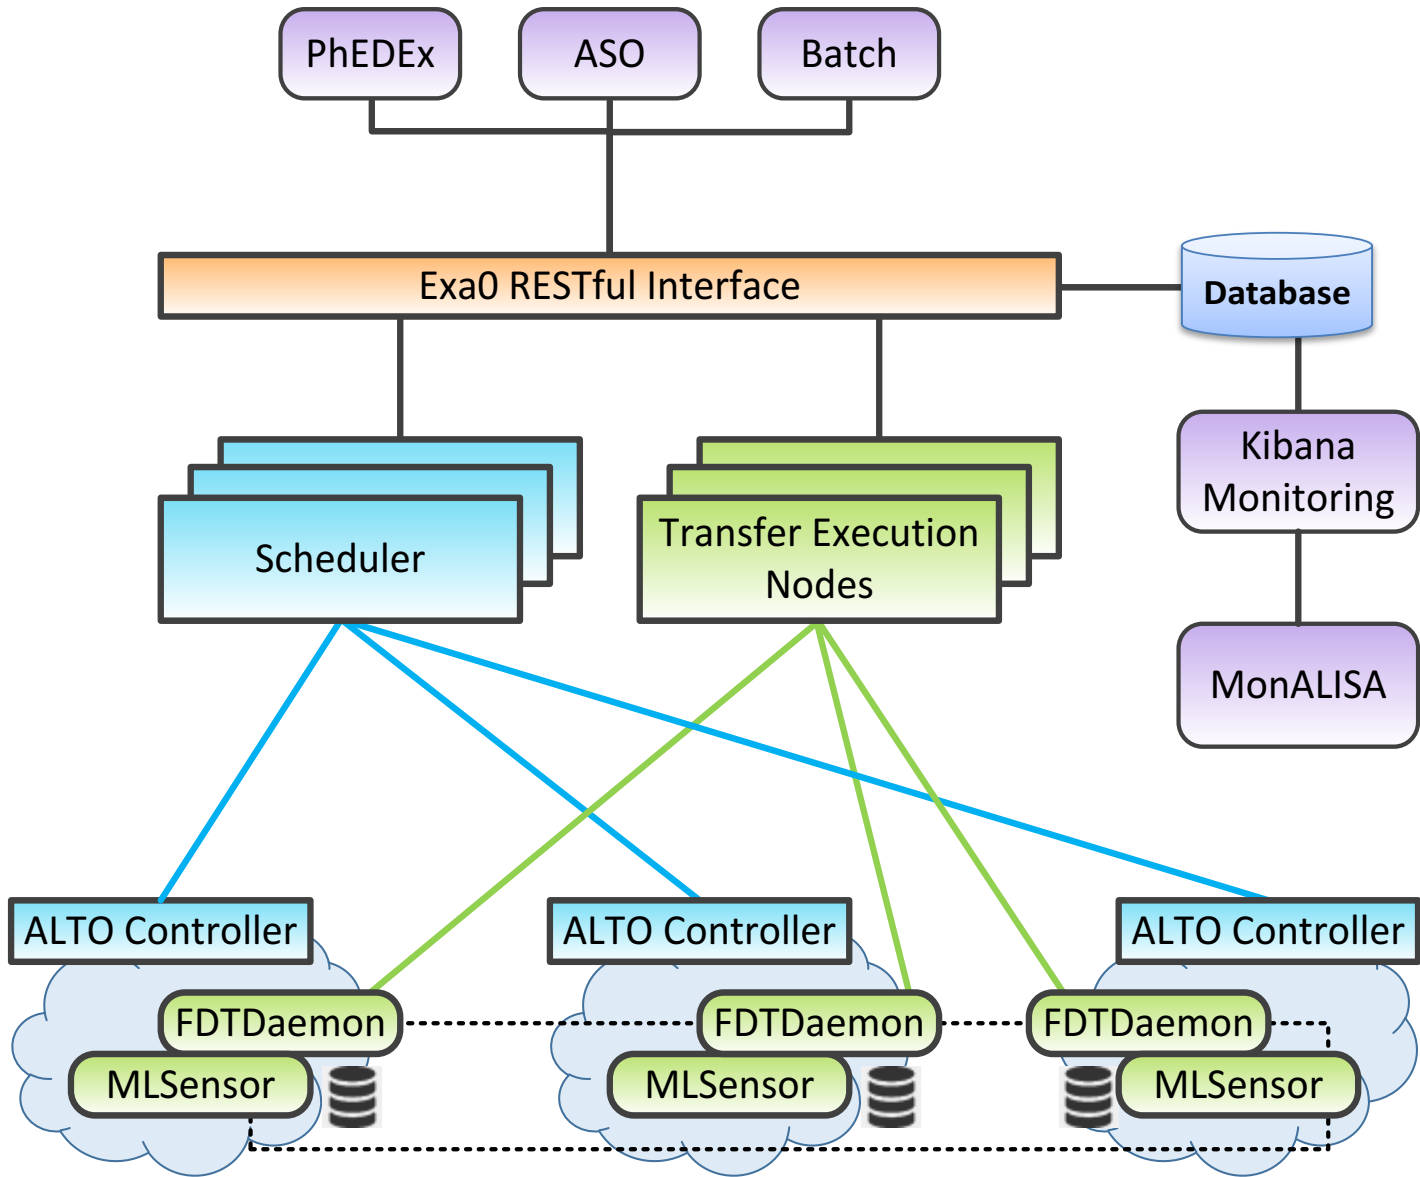 PhEDEx
ASO
Batch
Exa0 RESTful Interface
Database
Kibana
Monitoring
Scheduler
Transfer Execution
Nodes
MonALISA
ALTO Controller
ALTO Controller
ALTO Controller
FDTDaemon
FDTDaemon
FDTDaemon
MLSensor
MLSensor
MLSensor